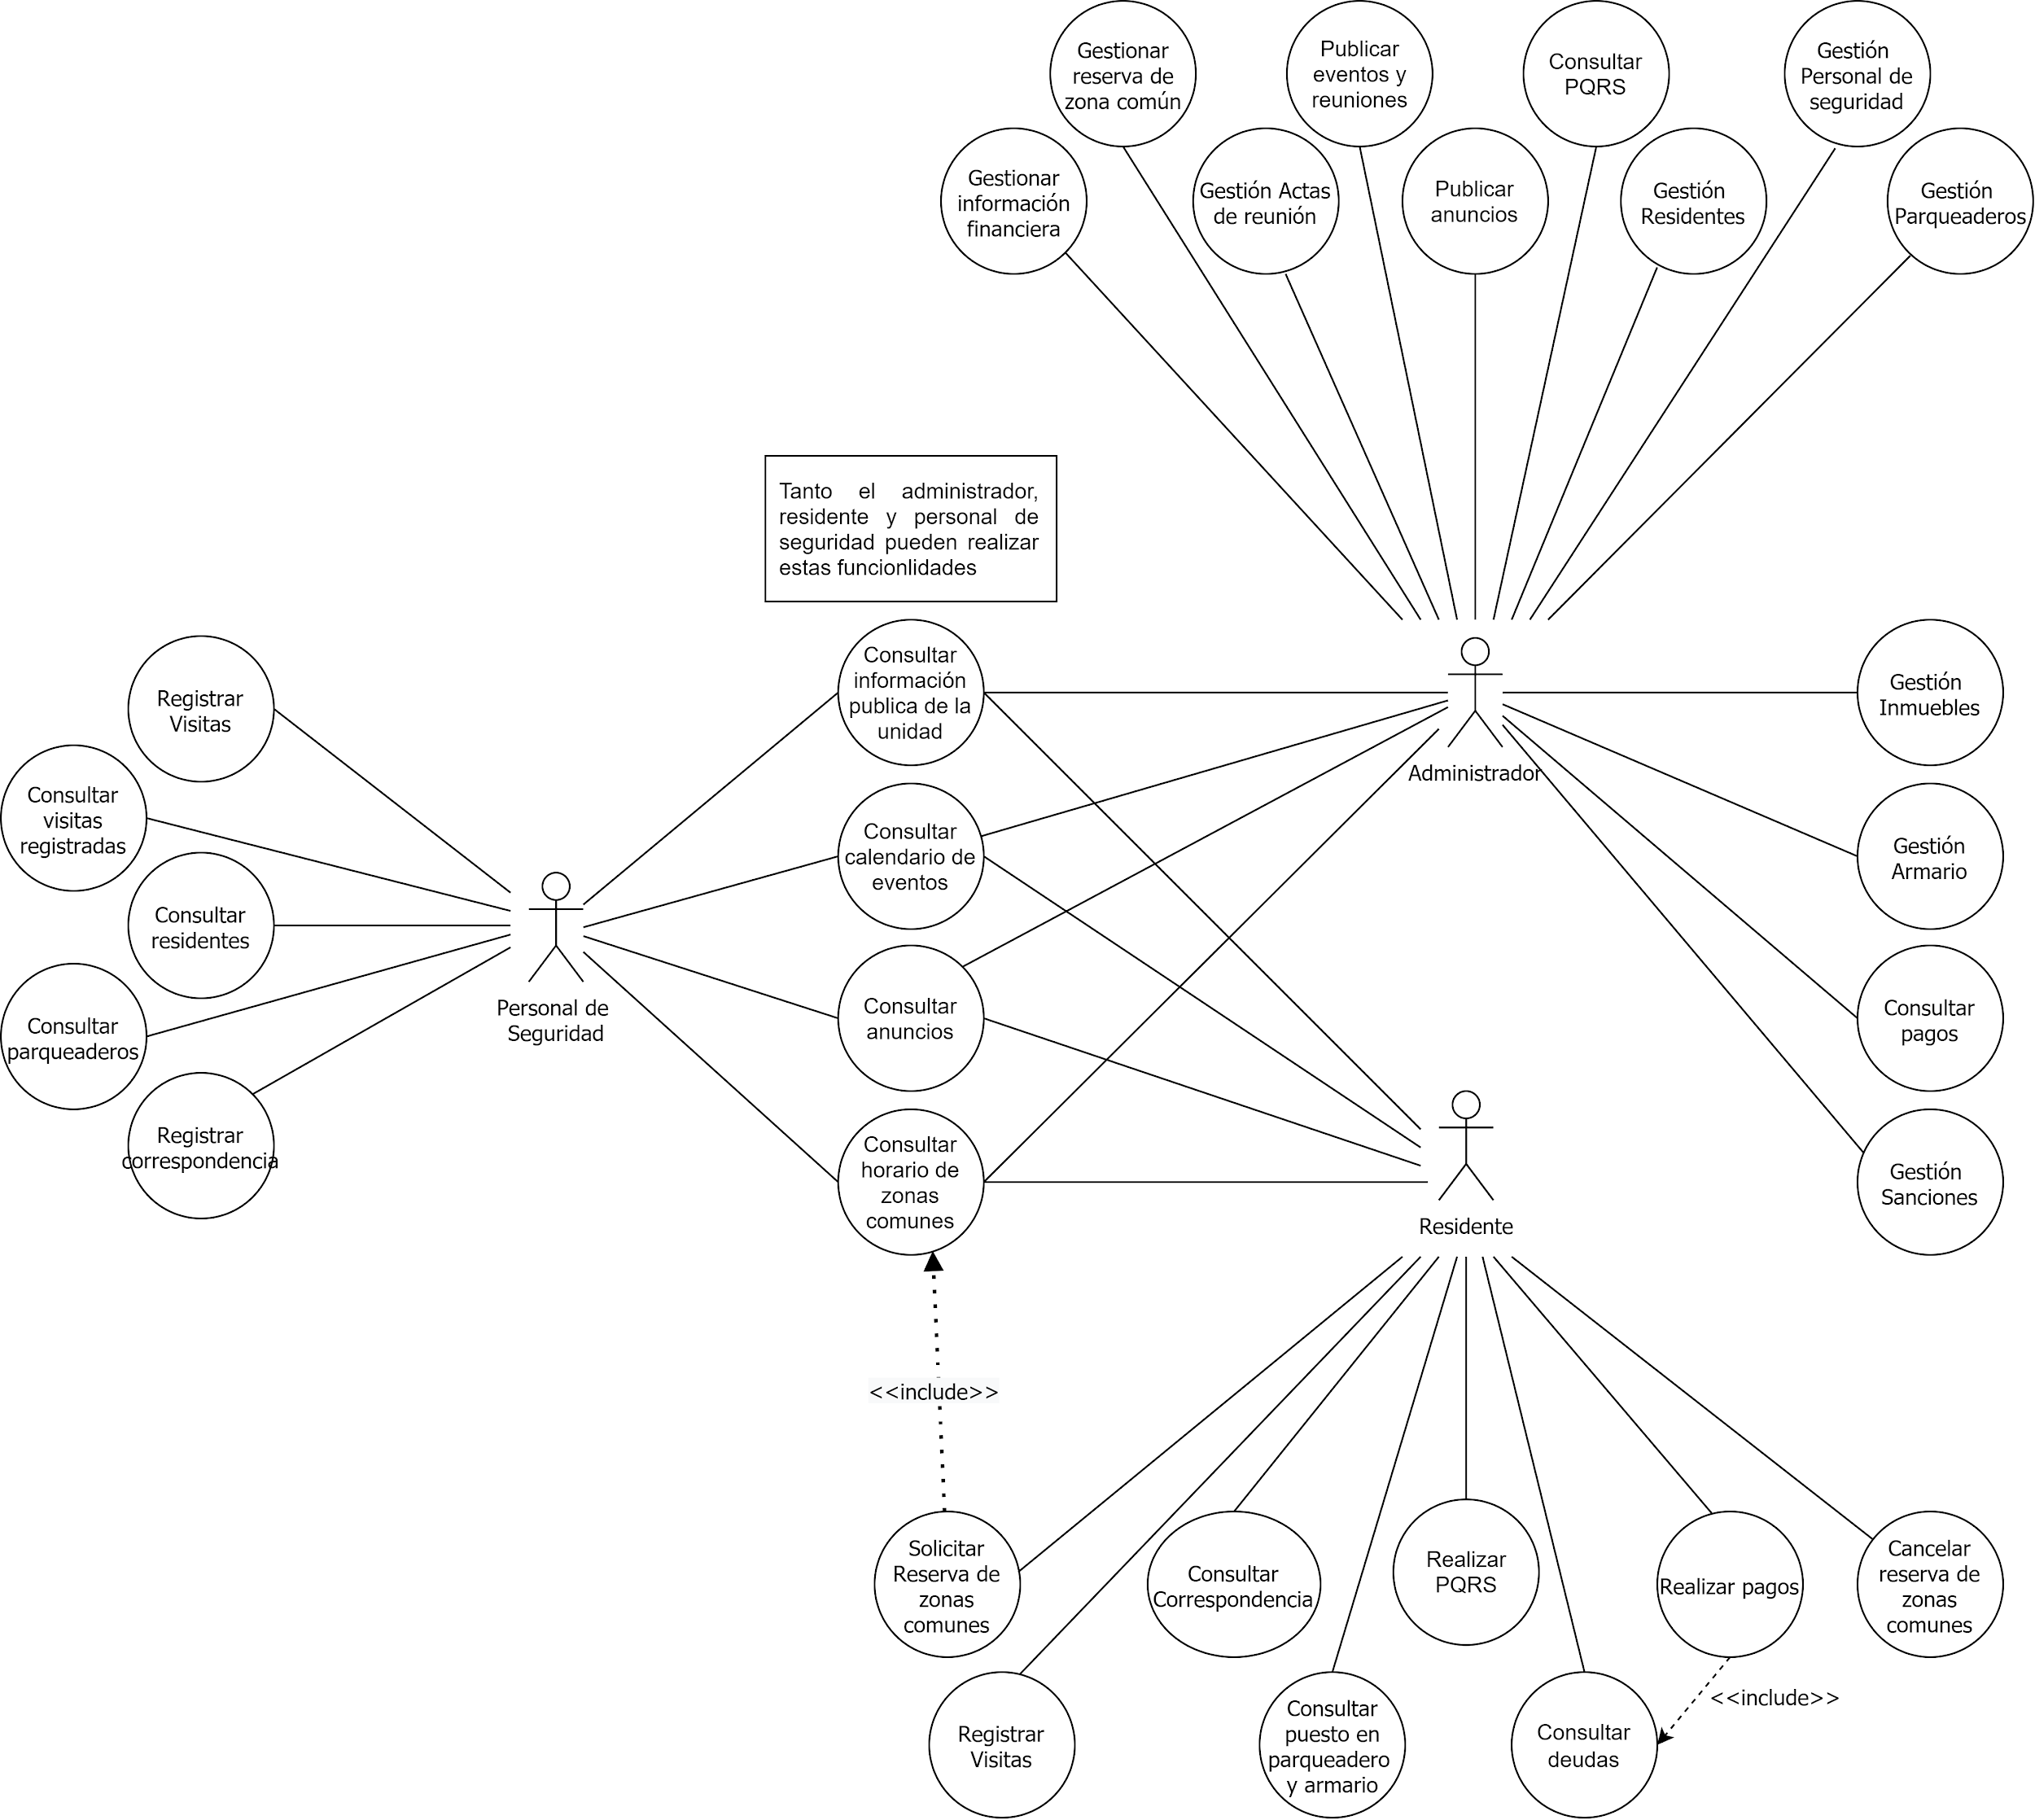 Gestionar
reserva de
zona común
Publicar
eventos y
reuniones
Consultar
PQRS
Gestión
Personal de
seguridad
Gestionar
información
financiera
Gestión Actas
de reunión
Publicar
anuncios
Gestión
Residentes
Gestión
Parqueaderos
Tanto el administrador,
residente y personal de
seguridad pueden realizar
estas funcionlidades
Registrar
Visitas
Consultar
visitas
registradas
Consultar
residentes
Consultar
parqueaderos
Registrar
correspondencia
Personal de
Seguridad
Consultar
información
publica de la
unidad
Consultar
calendario de
eventos
Consultar
anuncios
Consultar
horario de
zonas
comunes
Administrador
Gestión
Inmuebles
Gestión
Armario
Consultar
pagos
Gestión
Sanciones
Residente
<<include>>
Solicitar
Reserva de
zonas
comunes
Consultar
Correspondencia
Realizar
PQRS
Realizar pagos
Cancelar
reserva de
zonas
comunes
<<include>>
Registrar
Visitas
Consultar
puesto en
parqueadero
y armario
Consultar
deudas